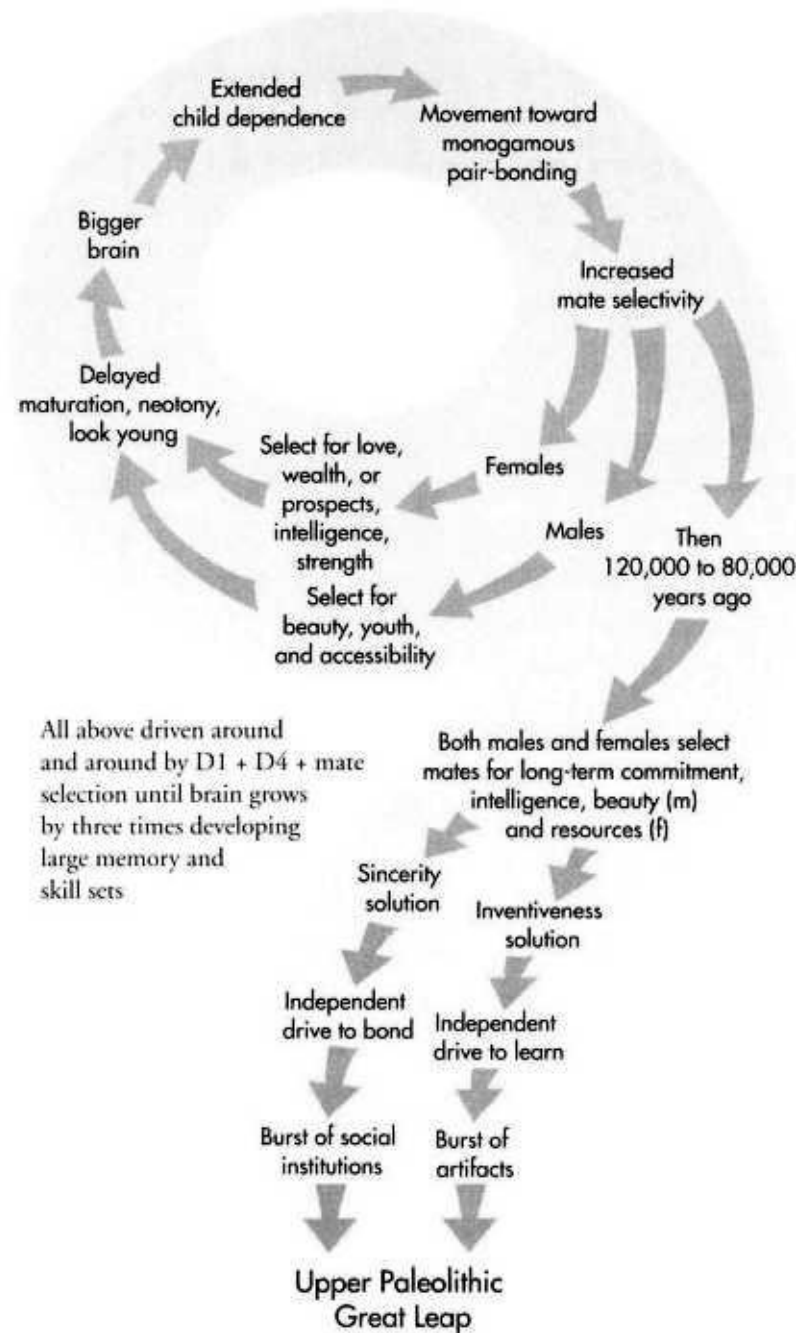 Extended
child dependence
Movement toward
monogamous
pair-bonding
Bigger
brain
Increased
mate selectivity
Delayed
maturation, neotony,
look young
Select for love,
wealth, or
prospects,
intelligence,
strength
Females
Males
Then
120,000 to 80,000
years ago
Select for
beauty, youth,
and accessibility
All above driven around
and around by D1 + D4 + mate
selection until brain grows
by three times developing
large memory and
skill sets
Both males and females select
mates for long-term commitment,
intelligence, beauty (m)
and resources (f)
Sincerity
solution
Inventiveness
solution
Independent
drive to bond
Independent
drive to learn
Burst of social
institutions
Burst of
artifacts
Upper Paleolithic
Great Leap